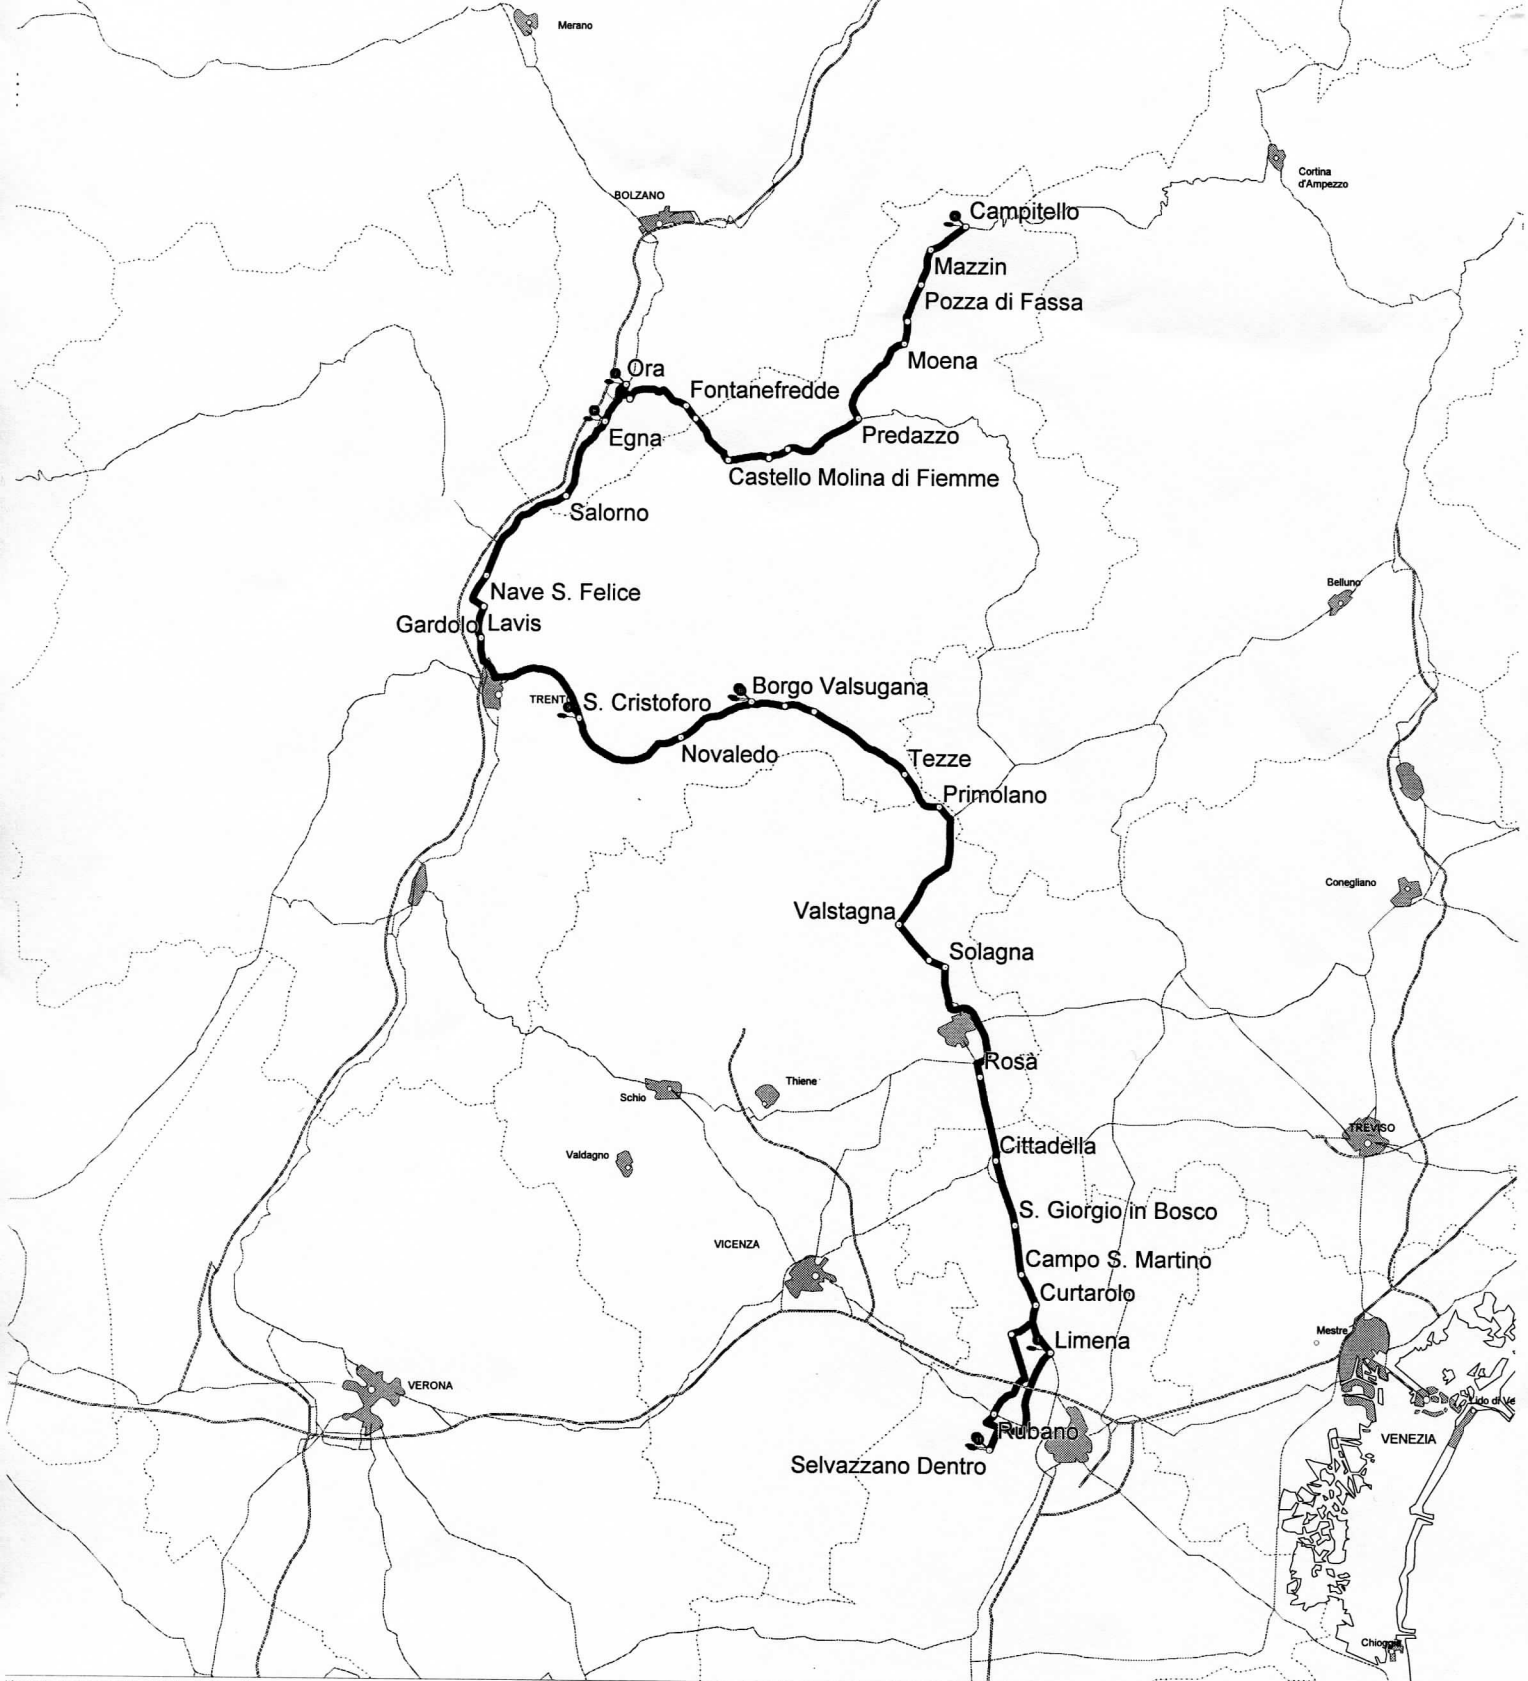 Merano
Cortina
d'Ampezzo
BOLZANO
Campitello
Mazzin
Pozza di Fassa
Moena
Ora
Fontanefredde
Egna
Predazzo
Castello Molina di Fiemme
Salorno
Belluno
Nave S. Felice
Gardolo Lavis
TRENT
S. Cristoforo
Borgo Valsugana
Novaledo
Tezze
Primolano
Conegliano
Valstagna
Solagna
Rosà
Thiene
Schio
TREVISO
Cittadella
Valdagno
S. Giorgio in Bosco
VICENZA
Campo S. Martino
Curtarolo
Mestre
Limena
VERONA
Lido di Ve
Rubano
VENEZIA
Selvazzano Dentro
Chioggia